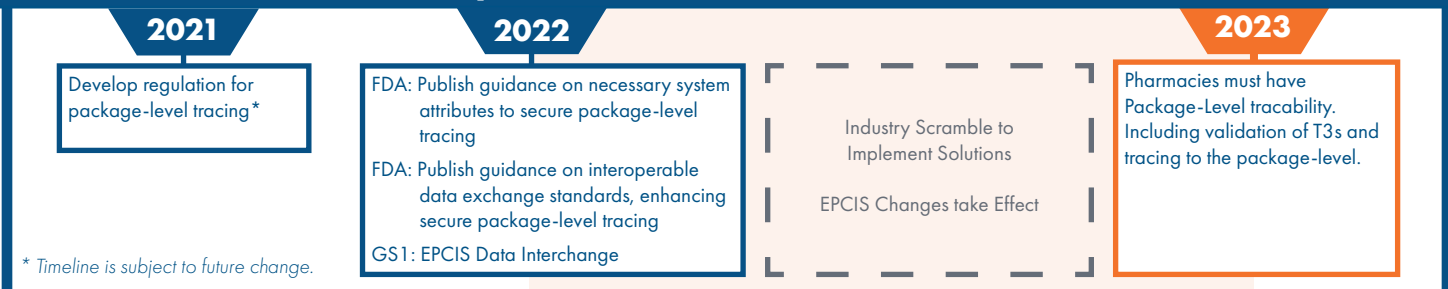 2021
Develop regulation for
package-level tracing*
* Timeline is subject to future change.
2022
FDA: Publish guidance on necessary system
attributes to secure package-level
tracing
FDA: Publish guidance on interoperable
data exchange standards, enhancing
secure package-level tracing
GS1: EPCIS Data Interchange
Industry Scramble to
Implement Solutions
EPCIS Changes take Effect
2023
Pharmacies must have
Package-Level tracability.
Including validation of T3s and
tracing to the package-level.